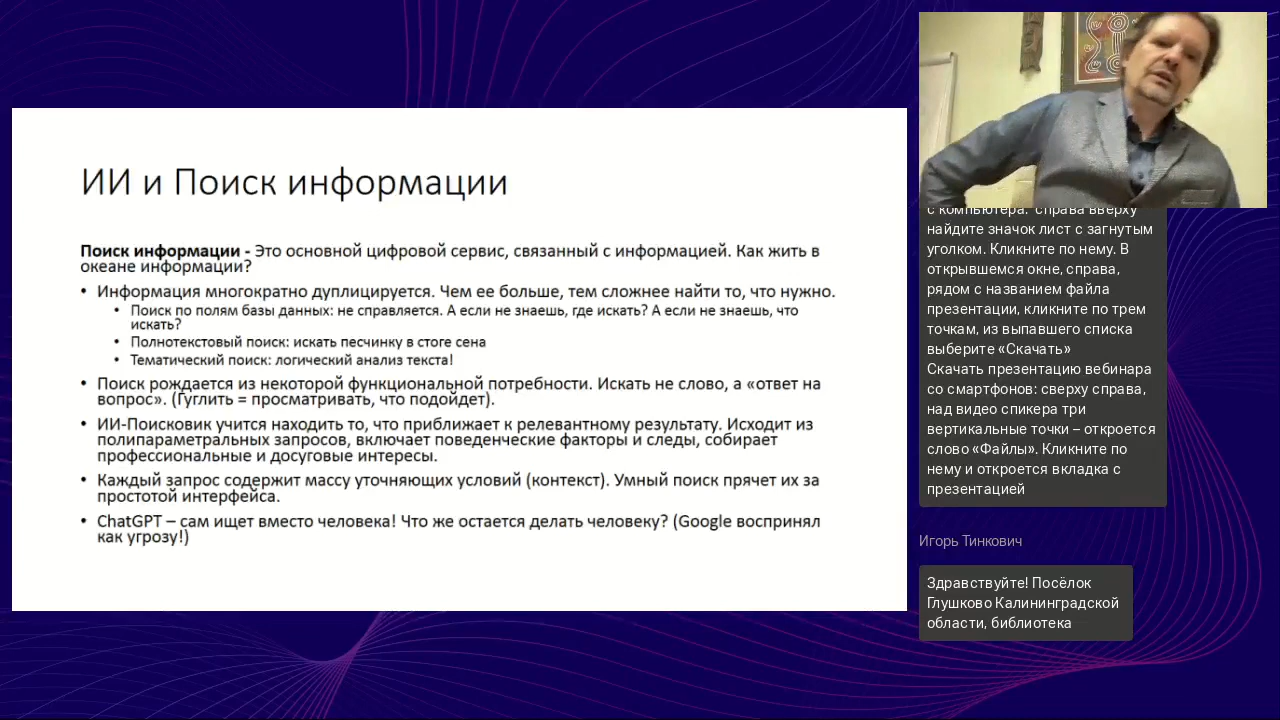 ИИ и Поиск информации
Поиск информации - Это основной цифровой сервис, связанный с информацией. Как жить в
океане информации?
• Информация многократно дуплицируется. Чем ее больше, тем сложнее найти то, что нужно.
• Поиск по полям базы данных: не справляется. А если не знаешь, где искать? А если не знаешь, что
искать?
• Полнотекстовый поиск: искать песчинку в стоге сена
• Тематический поиск: логический анализ текста!
• Поиск рождается из некоторой функциональной потребности. Искать не слово, а «ответ на
вопрос». (Гуглить = просматривать, что подойдет).
• ИИ-Поисковик учится находить то, что приближает к релевантному результату. Исходит из
полипараметральных запросов, включает поведенческие факторы и следы, собирает
профессиональные и досуговые интересы.
• Каждый запрос содержит массу уточняющих условий (контекст). Умный поиск прячет их за
простотой интерфейса.
• ChatGPT – сам ищет вместо человека! Что же остается делать человеку? (Google воспринял
как угрозу!)
с компьютера: справа вверху
найдите значок лист с загнутым
уголком. Кликните по нему. В
открывшемся окне, справа,
рядом с названием файла
презентации, кликните по трем
точкам, из выпавшего списка
выберите «Скачать»
Скачать презентацию вебинара
со смартфонов: сверху справа,
над видео спикера три
вертикальные точки – откроется
слово «Файлы». Кликните по
нему и откроется вкладка с
презентацией
Игорь Тинкович
Здравствуйте! Посёлок
Глушково Калининградской
области, библиотека